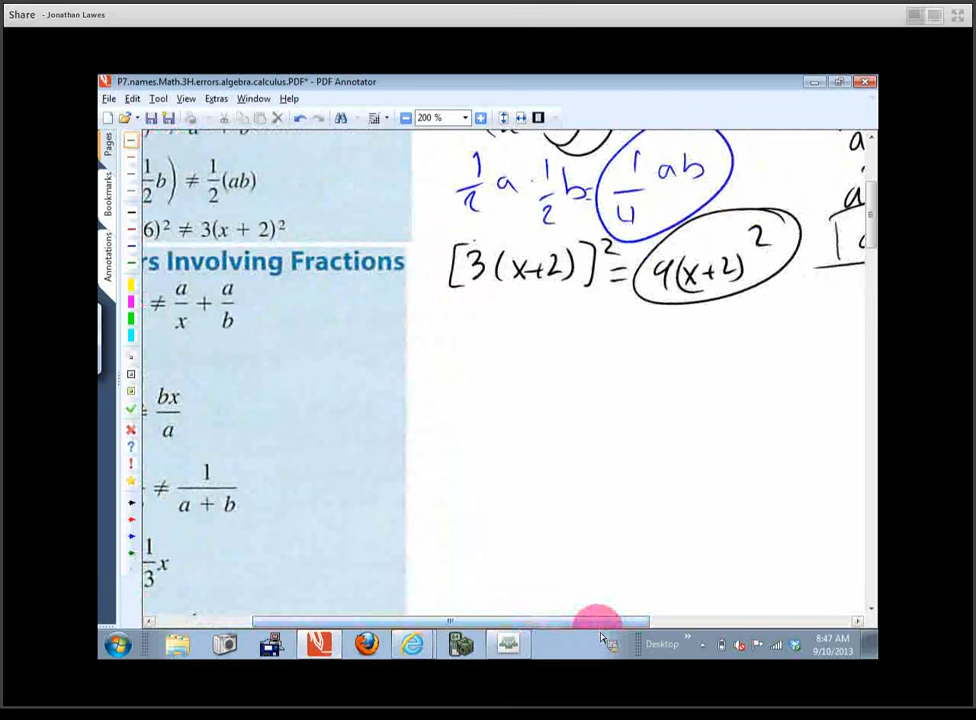 Share - Jonathan Lawes
P7.names.Math.3H.errors.algebra.calculus.PDF* - PDF Annotator
File Edit Tool View Extras Window Help
New
200 %
Pages
Bookmarks
Annotations
1/2 b) ≠ 1/2 (ab)
6)² ≠ 3(x + 2)²
rs Involving Fractions
≠ a/x + a/b
bx/a
≠ 1/(a + b)
1/3 x
1/2 a · 1/2 b = 1/4 ab
[3(x+2)]² = 9(x+2)²
Desktop
8:47 AM
9/10/2013